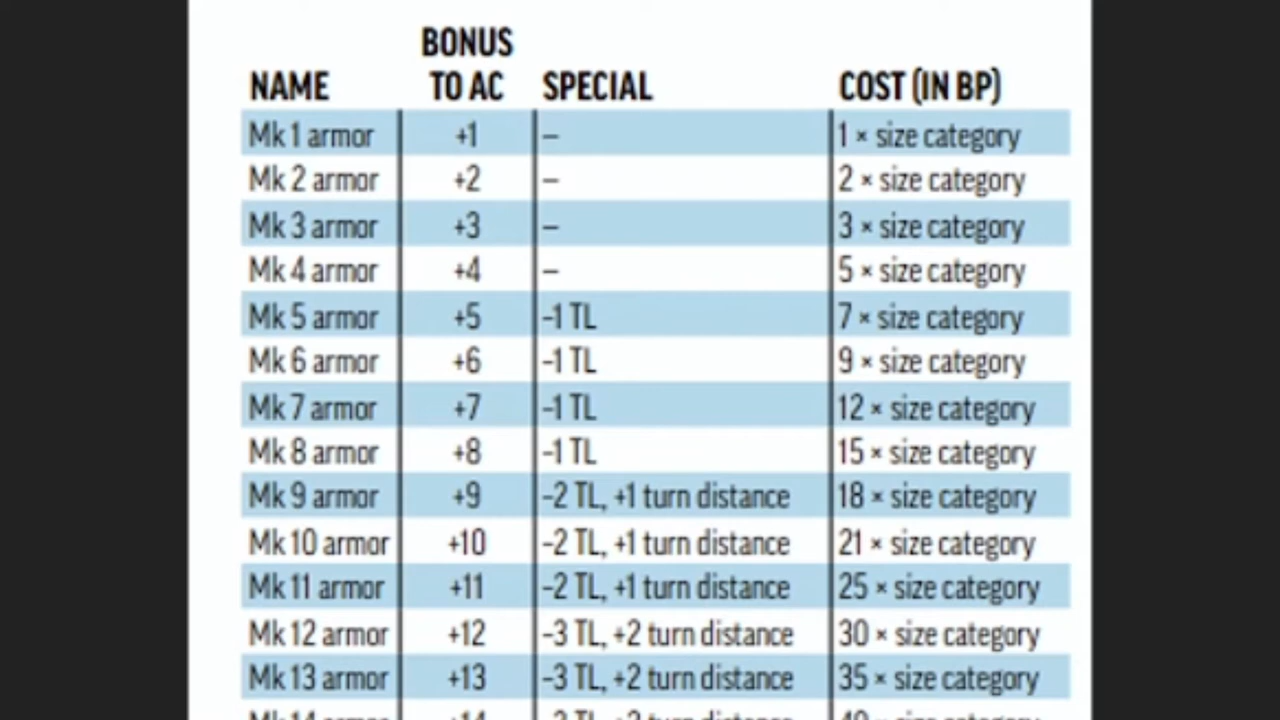 NAME BONUS TO AC SPECIAL COST (IN BP)
Mk 1 armor +1 – 1 × size category
Mk 2 armor +2 – 2 × size category
Mk 3 armor +3 – 3 × size category
Mk 4 armor +4 – 5 × size category
Mk 5 armor +5 –1 TL 7 × size category
Mk 6 armor +6 –1 TL 9 × size category
Mk 7 armor +7 –1 TL 12 × size category
Mk 8 armor +8 –1 TL 15 × size category
Mk 9 armor +9 –2 TL, +1 turn distance 18 × size category
Mk 10 armor +10 –2 TL, +1 turn distance 21 × size category
Mk 11 armor +11 –2 TL, +1 turn distance 25 × size category
Mk 12 armor +12 –3 TL, +2 turn distance 30 × size category
Mk 13 armor +13 –3 TL, +2 turn distance 35 × size category